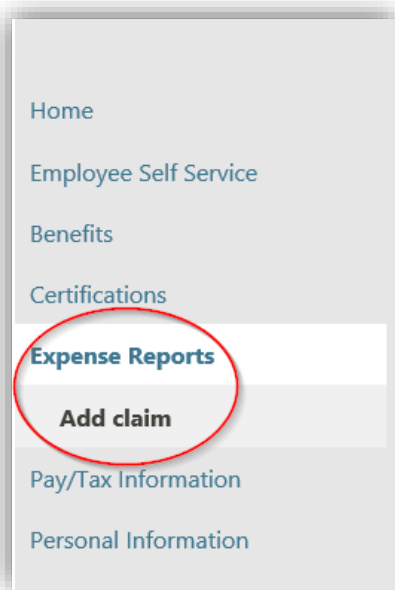 Home
Employee Self Service
Benefits
Certifications
Expense Reports
Add claim
Pay/Tax Information
Personal Information